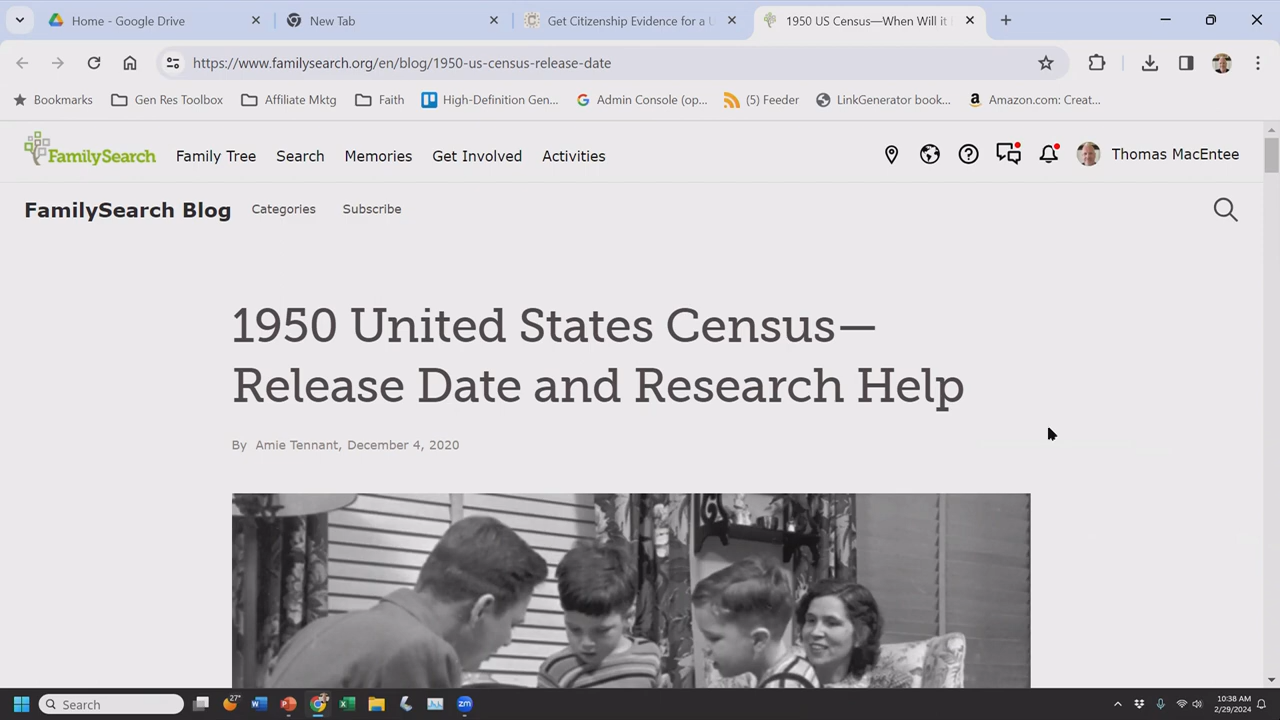 Home - Google Drive
New Tab
Get Citizenship Evidence for a U
1950 US Census—When Will it
https://www.familysearch.org/en/blog/1950-us-census-release-date
Bookmarks
Gen Res Toolbox
Affiliate Mktg
Faith
High-Definition Gen...
Admin Console (op...
(5) Feeder
LinkGenerator book...
Amazon.com: Creat...
FamilySearch
Family Tree
Search
Memories
Get Involved
Activities
Thomas MacEntee
FamilySearch Blog
Categories
Subscribe
1950 United States Census—
Release Date and Research Help
By Amie Tennant, December 4, 2020
Search
27°
10:38 AM
2/29/2024